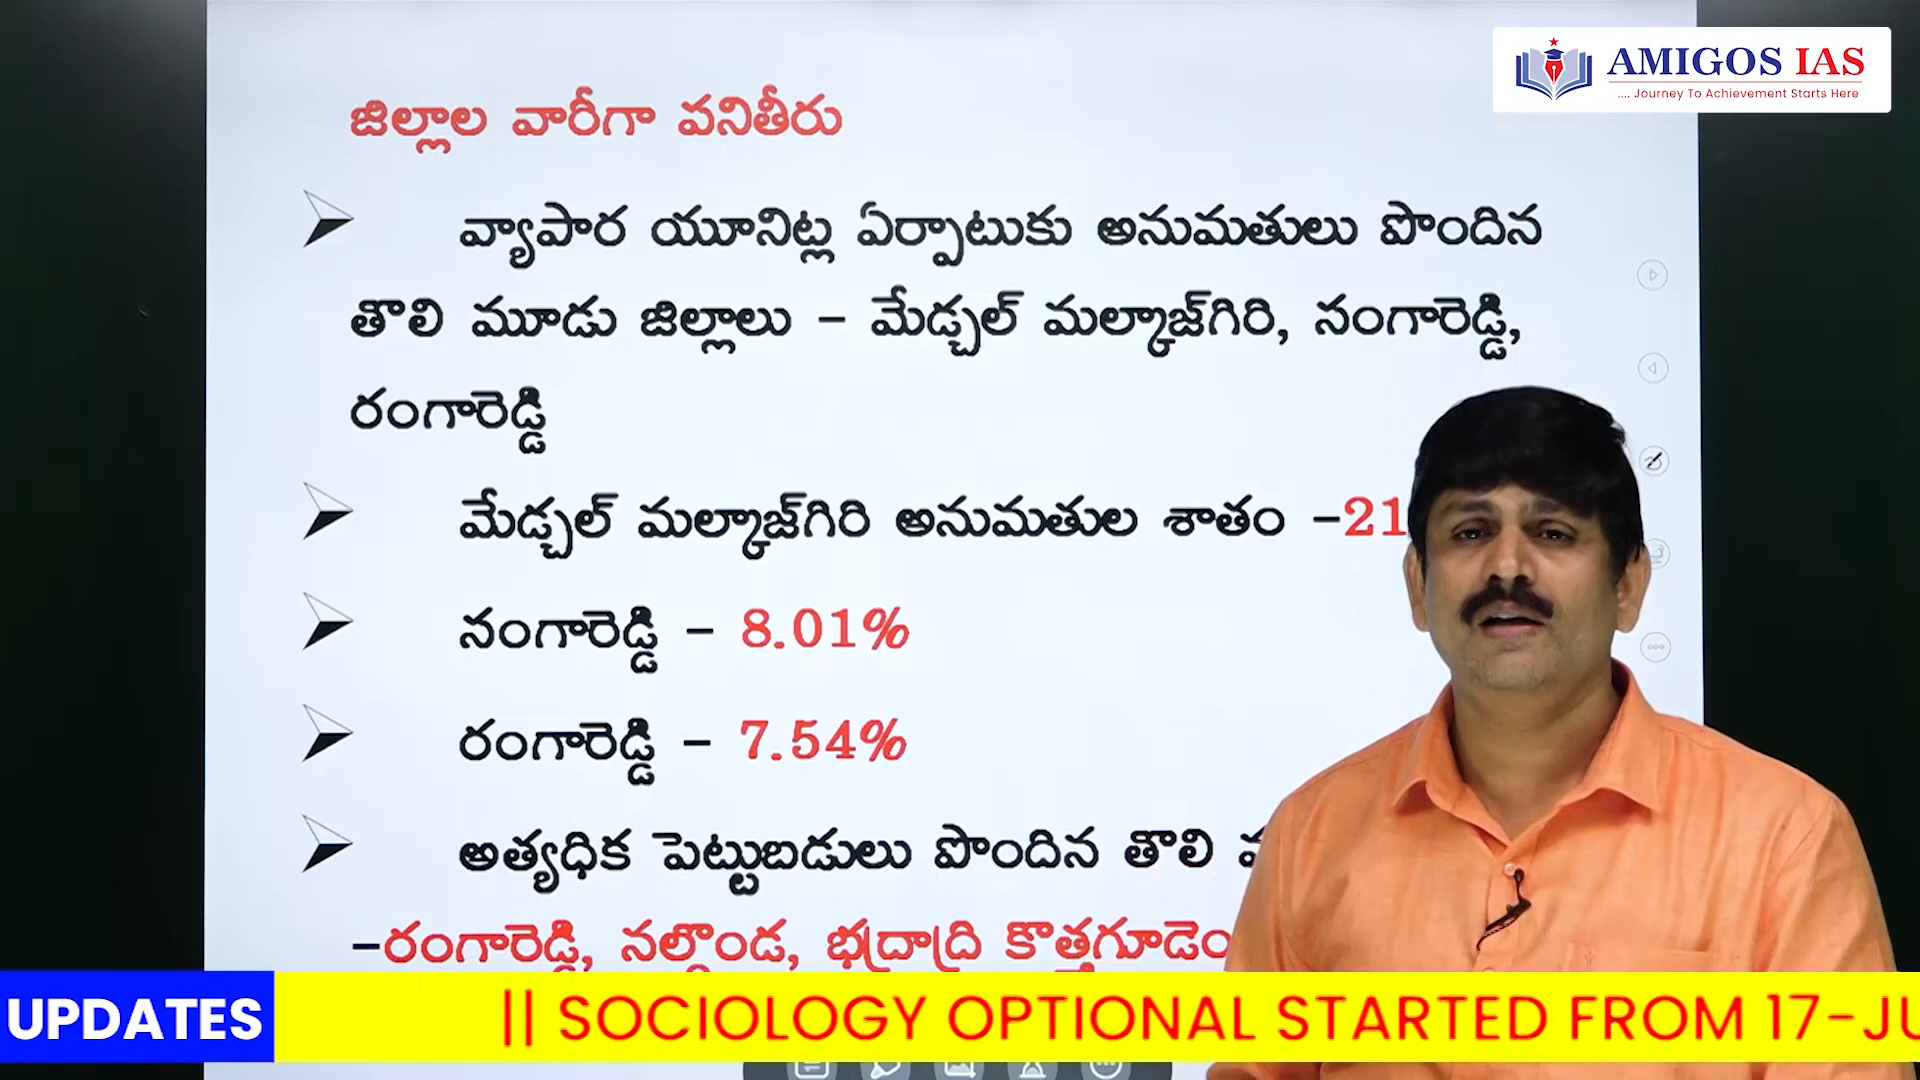 AMIGOS IAS
.... Journey To Achievement Starts Here
జిల్లాల వారీగా పనితీరు
వ్యాపార యూనిట్ల ఏర్పాటుకు అనుమతులు పొందిన
తొలి మూడు జిల్లాలు – మేడ్చల్ మల్కాజ్‌గిరి, సంగారెడ్డి,
రంగారెడ్డి
మేడ్చల్ మల్కాజ్‌గిరి అనుమతుల శాతం –21
సంగారెడ్డి – 8.01%
రంగారెడ్డి – 7.54%
అత్యధిక పెట్టుబడులు పొందిన తొలి
–రంగారెడ్డి, నల్గొండ, భద్రాద్రి కొత్తగూడెం
UPDATES || SOCIOLOGY OPTIONAL STARTED FROM 17-JU